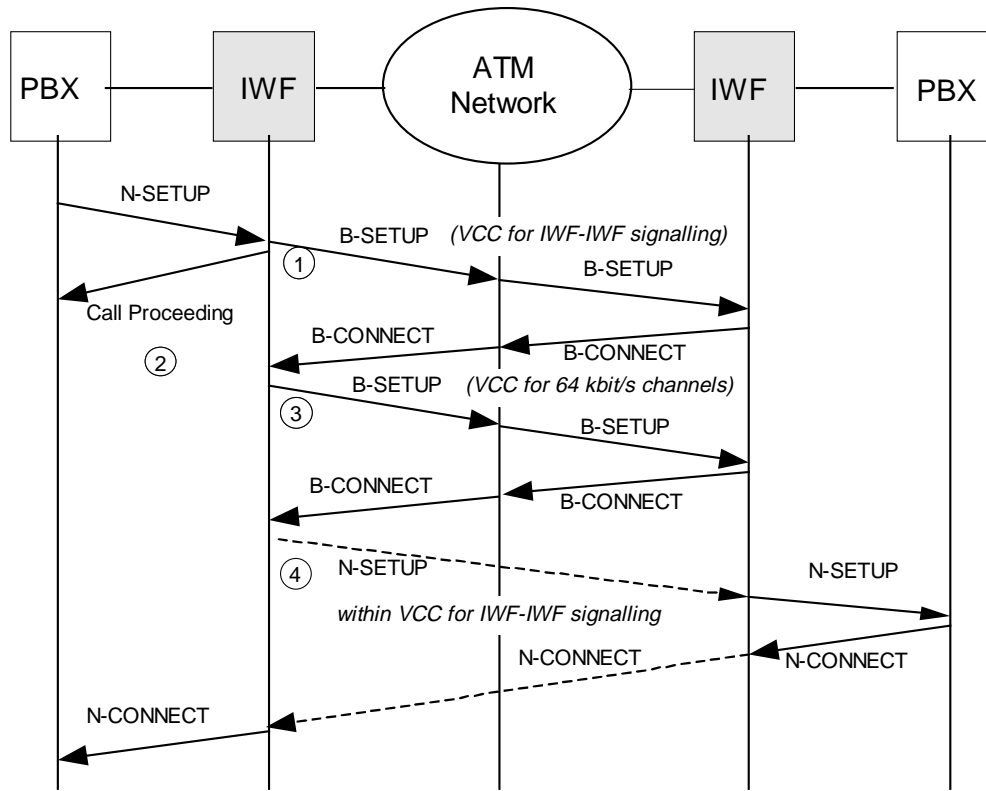 PBX
IWF
ATM
Network
IWF
PBX
N-SETUP
B-SETUP
(VCC for IWF-IWF signalling)
1
B-SETUP
Call Proceeding
B-CONNECT
B-CONNECT
2
B-SETUP
(VCC for 64 kbit/s channels)
3
B-SETUP
B-CONNECT
B-CONNECT
4
N-SETUP
N-SETUP
within VCC for IWF-IWF signalling
N-CONNECT
N-CONNECT
N-CONNECT